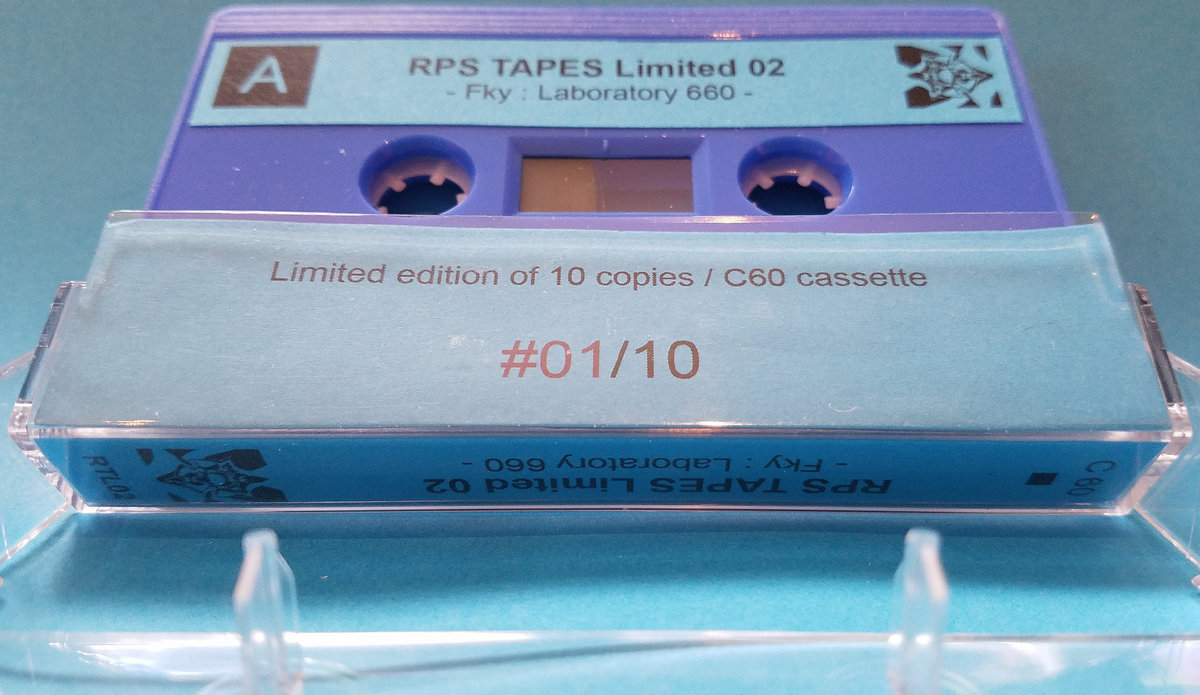 A
RPS TAPES Limited 02
- Fky : Laboratory 660 -
Limited edition of 10 copies / C60 cassette
#01/10
RTL02
RPS TAPES Limited 02
- Fky : Laboratory 660 -
C60